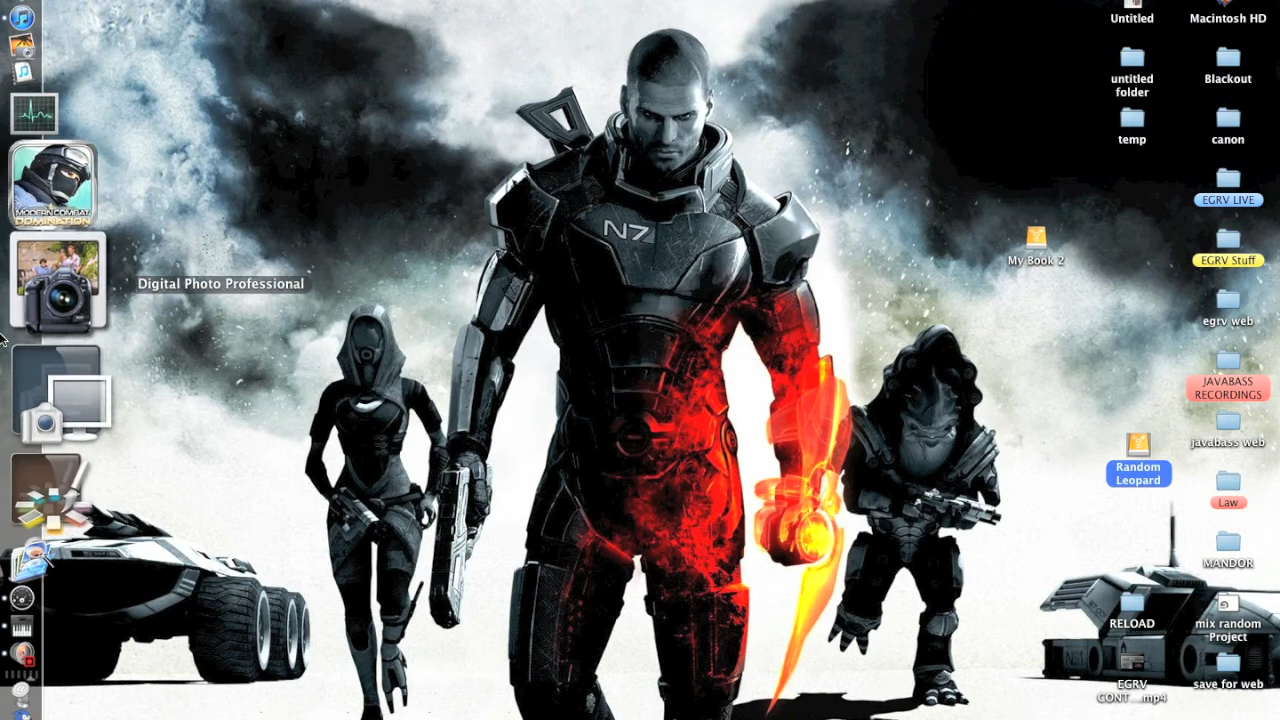 Untitled
Macintosh HD
untitled
folder
Blackout
temp
canon
EGRV LIVE
MODERN COMBAT
DOMINATION
N7
EGRV Stuff
My Book 2
Digital Photo Professional
egrv web
JAVABASS
RECORDINGS
javabass web
Random
Leopard
Law
MANDOR
RELOAD
mix random
Project
EGRV
CONT....mp4
save for web